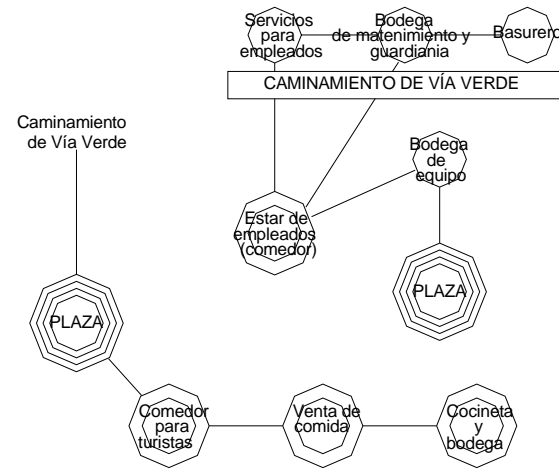 Servicios
para
empleados
Bodega
de matenimiento y
guardiania
Basurero
CAMINAMIENTO DE VÍA VERDE
Caminamiento
de Vía Verde
Bodega
de
equipo
Estar de
empleados
(comedor)
PLAZA
PLAZA
Comedor
para
turistas
Venta de
comida
Cocineta
y
bodega